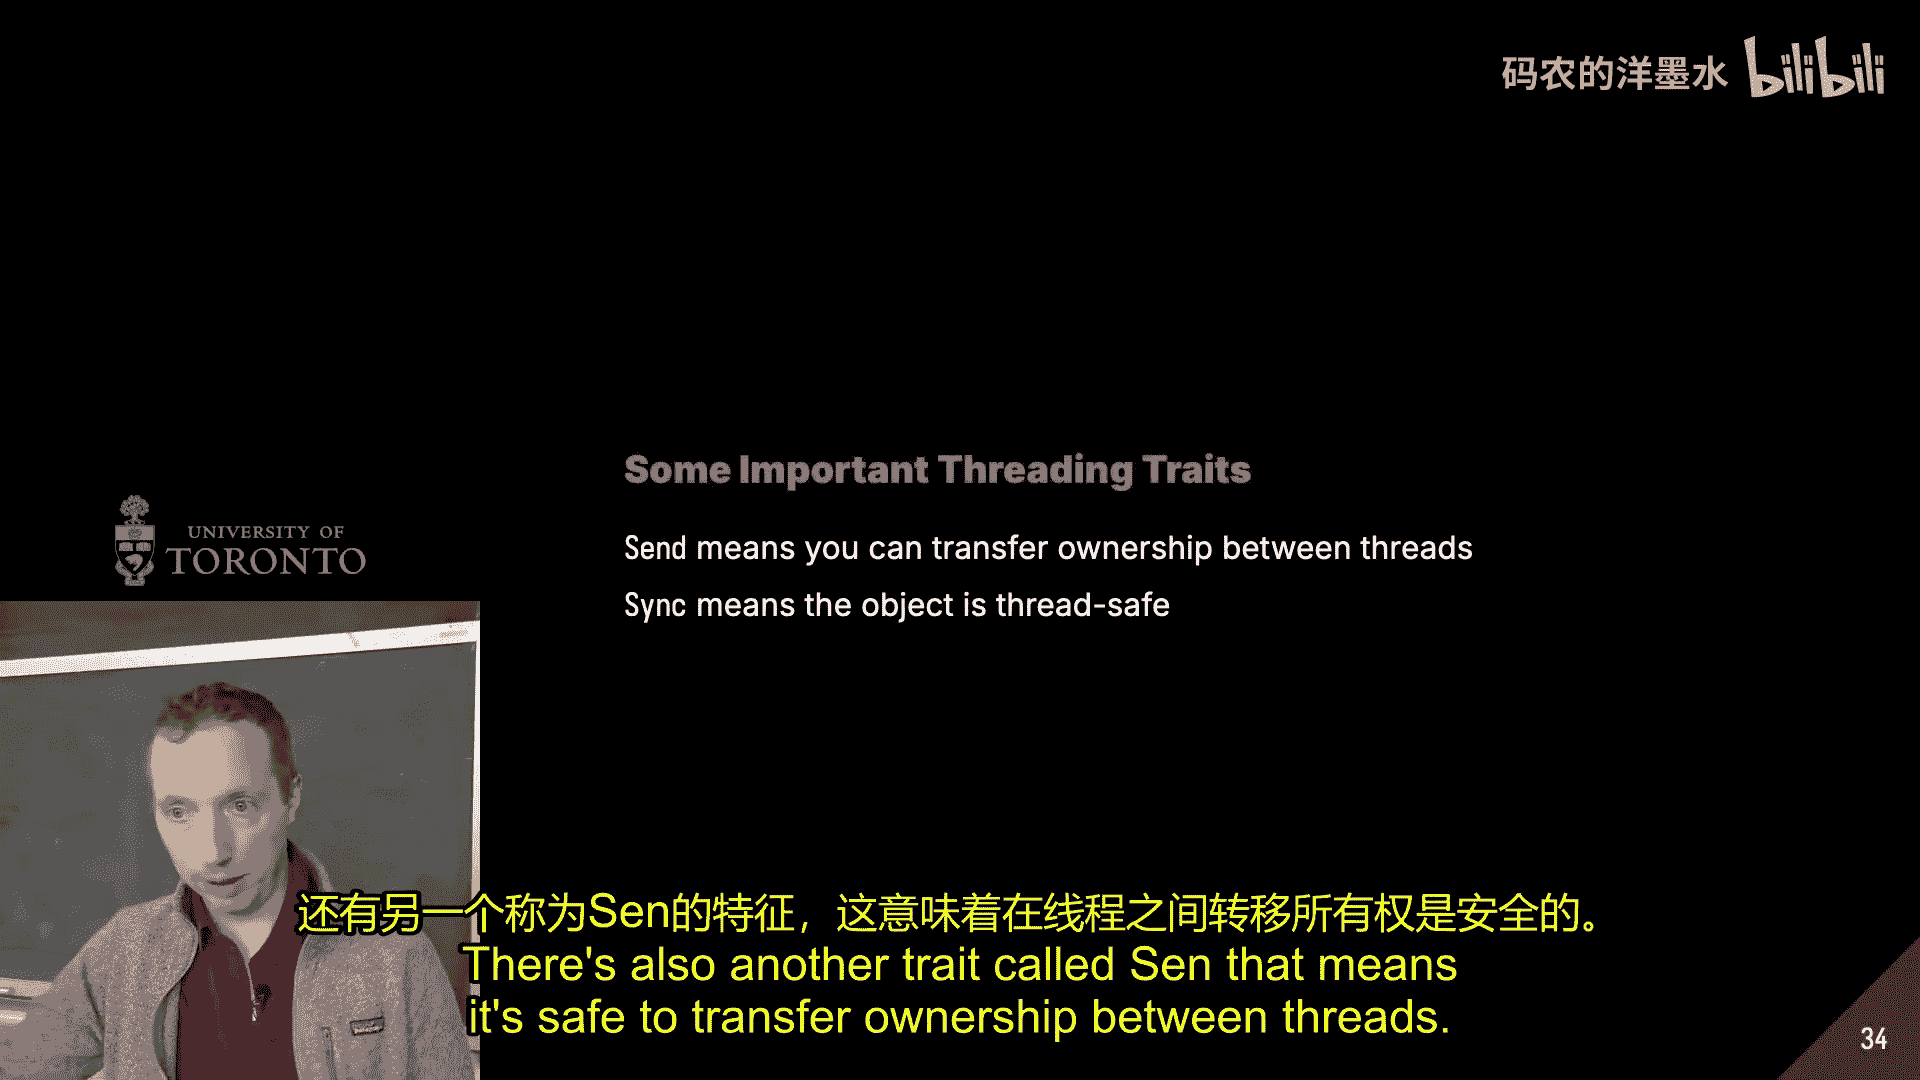 码农的洋墨水 bilibili
Some Important Threading Traits
UNIVERSITY OF
TORONTO
Send means you can transfer ownership between threads
Sync means the object is thread-safe
还有另一个称为Sen的特征，这意味着在线程之间转移所有权是安全的。
There's also another trait called Sen that means
it's safe to transfer ownership between threads.
34